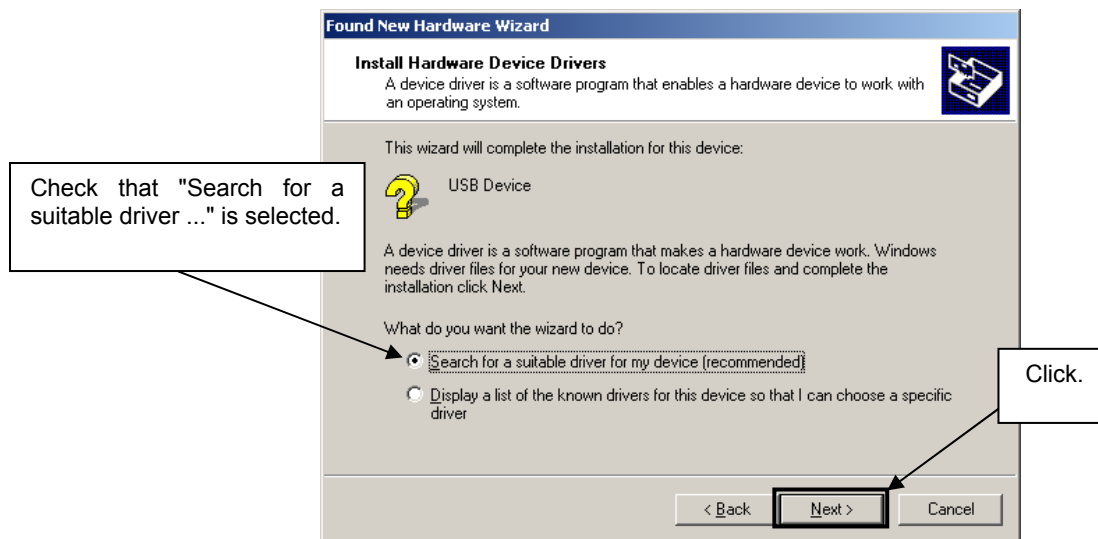 Found New Hardware Wizard
Install Hardware Device Drivers
A device driver is a software program that enables a hardware device to work with
an operating system.
This wizard will complete the installation for this device:
Check that "Search for a
suitable driver ..." is selected.
USB Device
A device driver is a software program that makes a hardware device work. Windows
needs driver files for your new device. To locate driver files and complete the
installation click Next.
What do you want the wizard to do?
Search for a suitable driver for my device (recommended)
Click.
Display a list of the known drivers for this device so that I can choose a specific
driver
< Back
Next >
Cancel